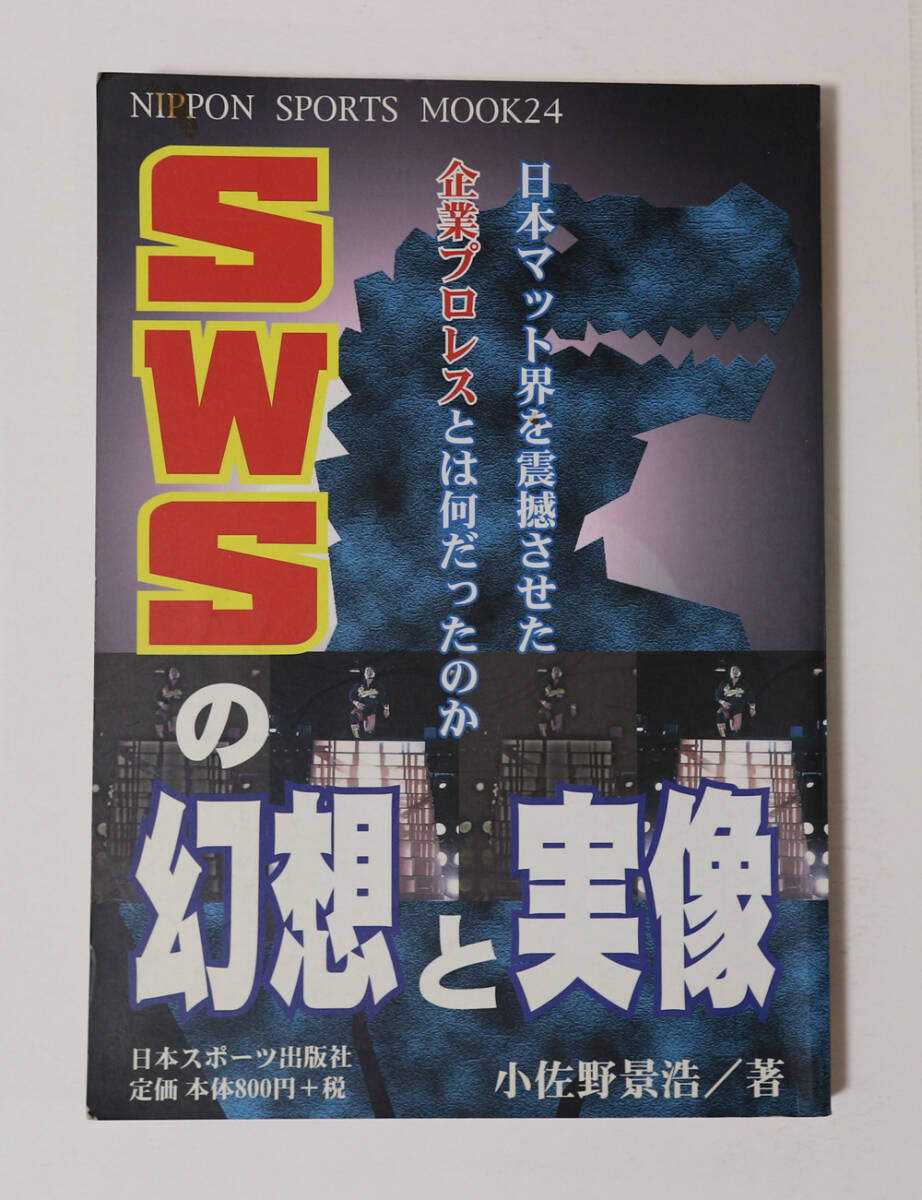 NIPPON SPORTS MOOK24
日本マット界を震撼させた
企業プロレスとは何だったのか
SWS
の
幻想と実像
日本スポーツ出版社
定価 本体800円+税
小佐野景浩/著